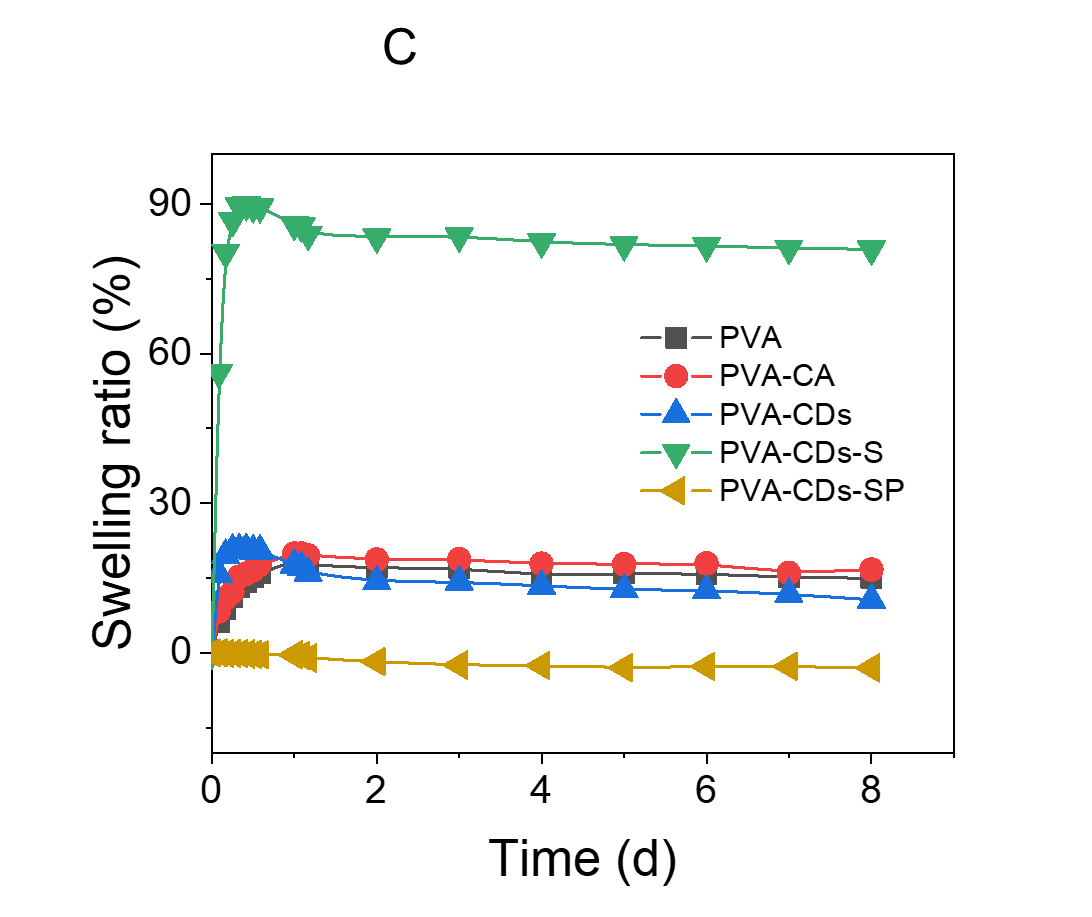 C
90
60
30
0
Swelling ratio (%)
PVA
PVA-CA
PVA-CDs
PVA-CDs-S
PVA-CDs-SP
0 2 4 6 8
Time (d)